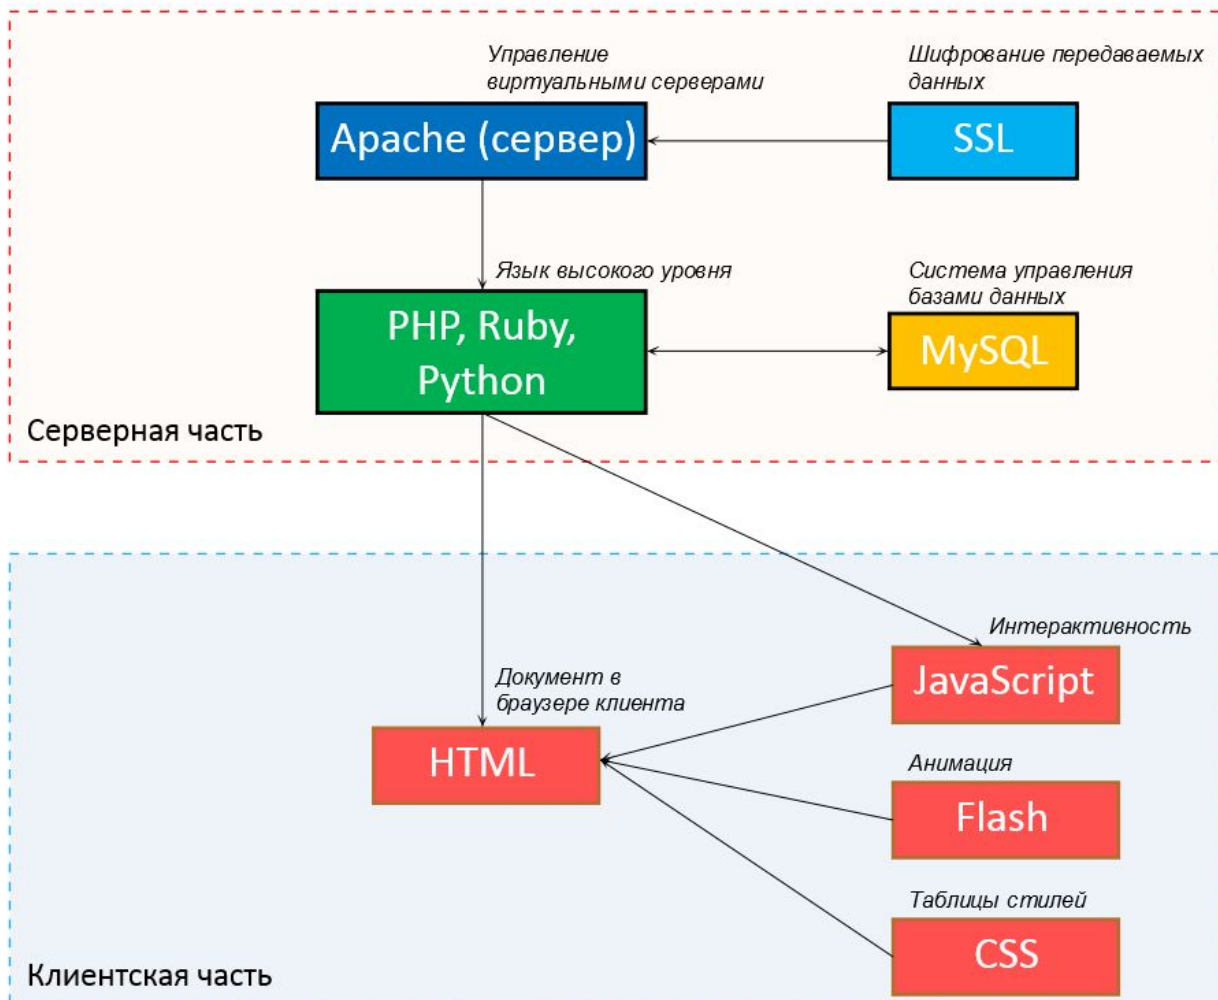 Управление
виртуальными серверами
Шифрование передаваемых
данных
Apache (сервер)
SSL
Язык высокого уровня
Система управления
базами данных
PHP, Ruby,
Python
MySQL
Серверная часть
Интерактивность
JavaScript
Документ в
браузере клиента
HTML
Анимация
Flash
Таблицы стилей
CSS
Клиентская часть